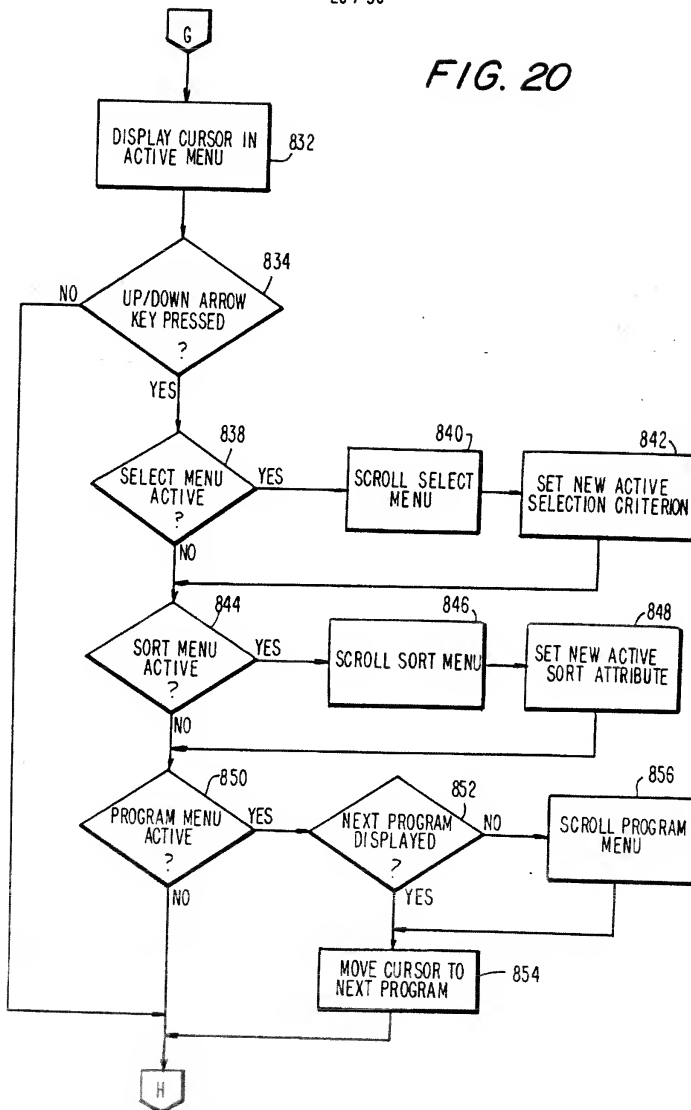 G
FIG. 20
DISPLAY CURSOR IN
ACTIVE MENU
832
834
NO
UP/DOWN ARROW
KEY PRESSED
?
YES
838
SELECT MENU
ACTIVE
?
YES
NO
840
SCROLL SELECT
MENU
842
SET NEW ACTIVE
SELECTION CRITERION
844
SORT MENU
ACTIVE
?
YES
NO
846
SCROLL SORT MENU
848
SET NEW ACTIVE
SORT ATTRIBUTE
850
PROGRAM MENU
ACTIVE
?
YES
NO
852
NEXT PROGRAM
DISPLAYED
?
NO
YES
856
SCROLL PROGRAM
MENU
MOVE CURSOR TO
NEXT PROGRAM
854
H